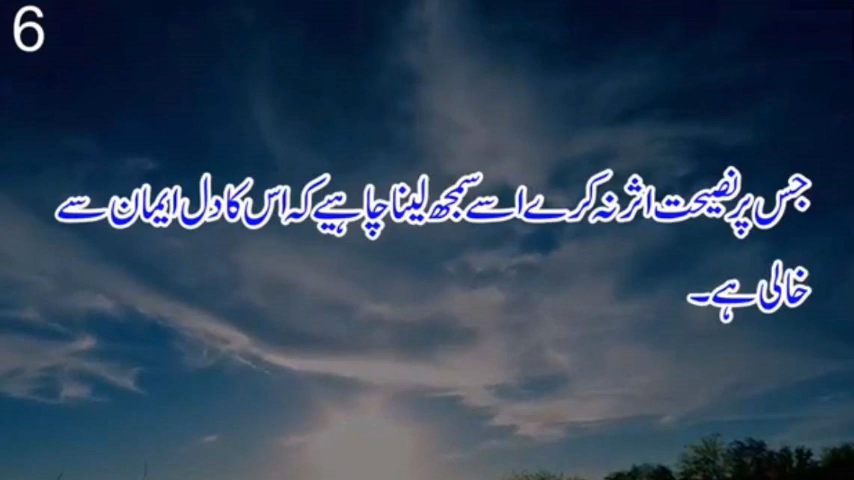 6
جس پر نصیحت اثر نہ کرے اسے سمجھ لینا چاہیے کہ اس کا دل ایمان سے
خالی ہے۔